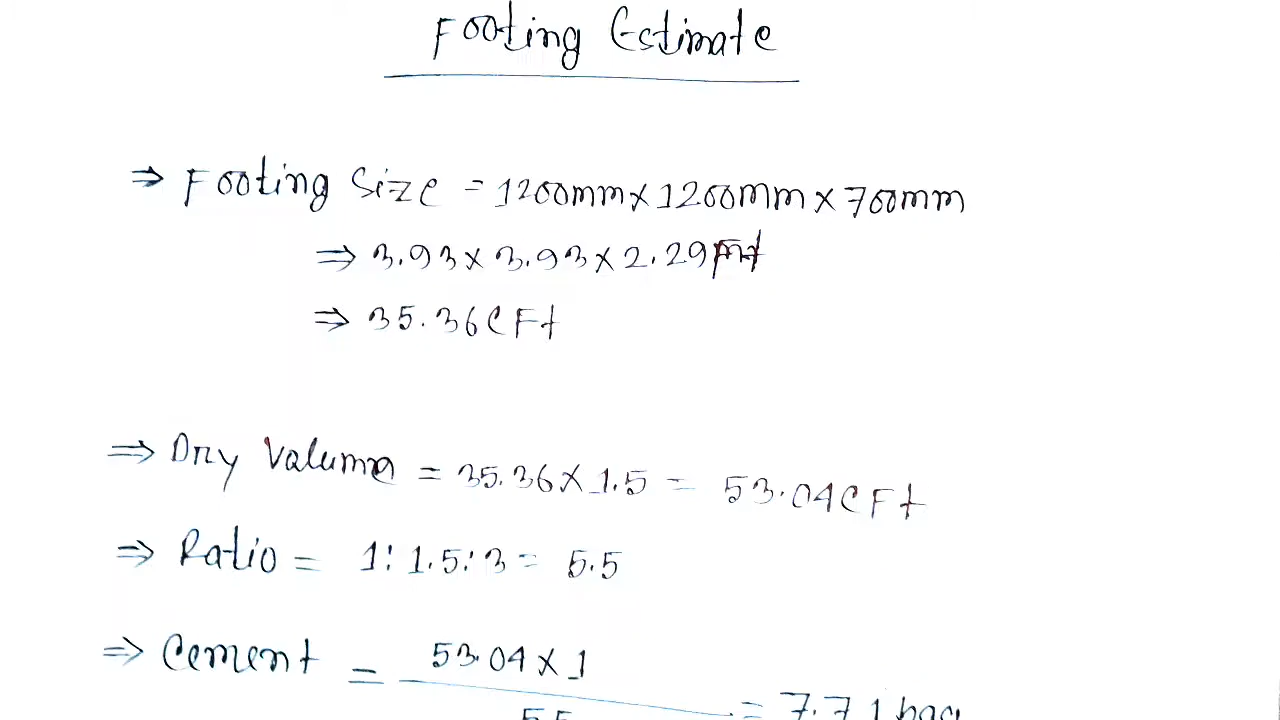 Footing Estimate
⇒ Footing Size = 1200mm x 1200mm x 700mm
⇒ 3.93 x 3.93 x 2.29
⇒ 35.36 CFt
⇒ Dry Valume = 35.36 x 1.5 = 53.04 CFt
⇒ Ratio = 1:1.5:3 = 5.5
⇒ Cement = 53.04 x 1
= 7.71 bag